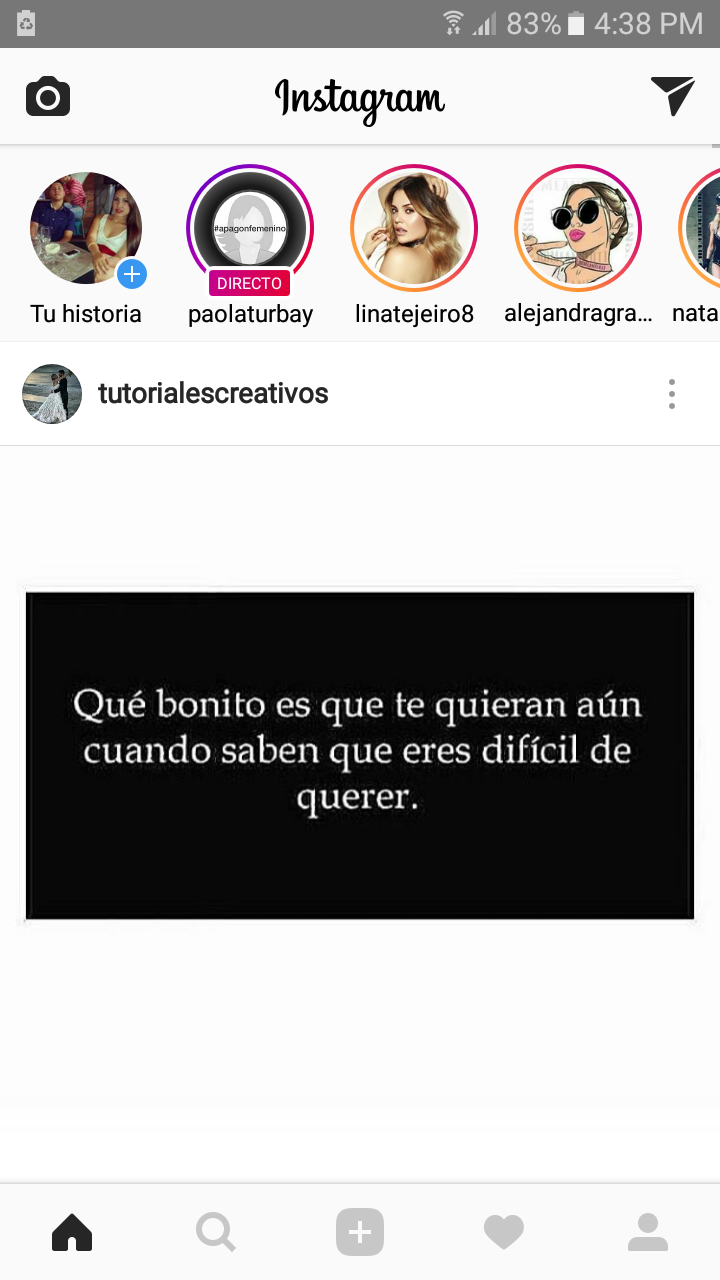 83% 4:38 PM
Instagram
#apagonfemenino
DIRECTO
Tu historia paolaturbay linatejeiro8 alejandragra... nata
tutorialescreativos
Qué bonito es que te quieran aún
cuando saben que eres difícil de
querer.